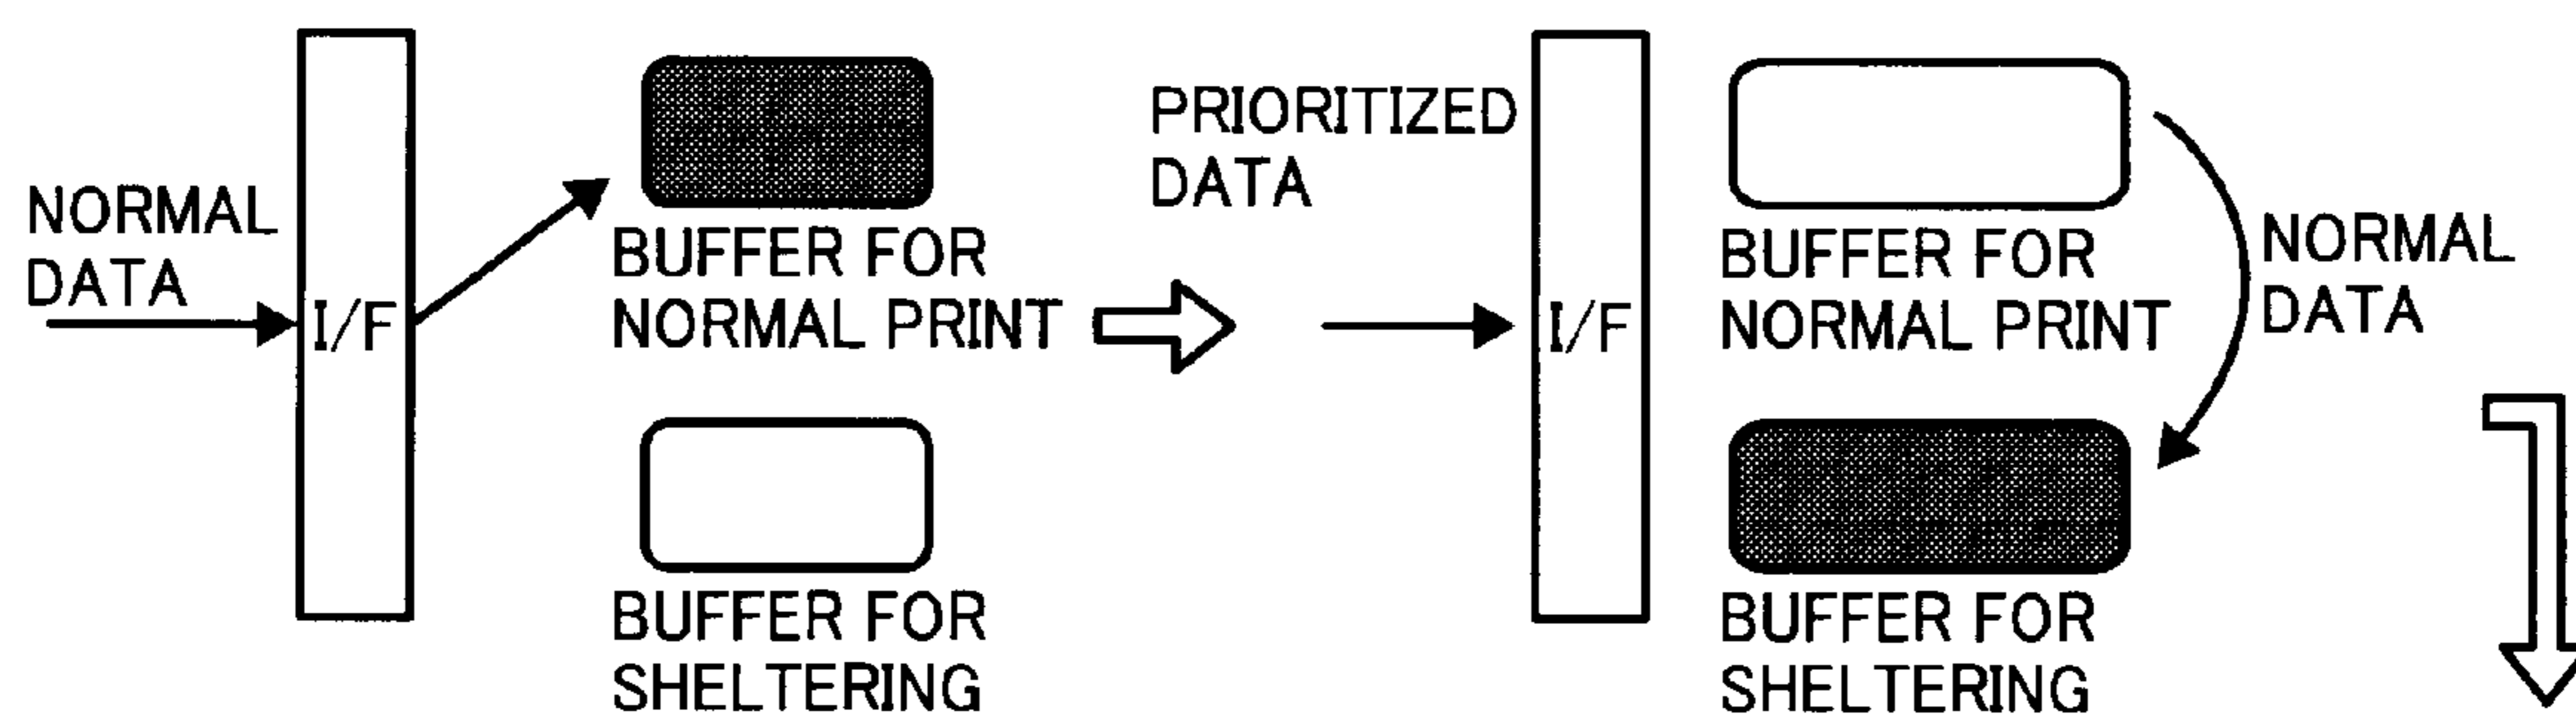 NORMAL
DATA
I/F
BUFFER FOR
NORMAL PRINT
BUFFER FOR
SHELTERING
PRIORITIZED
DATA
I/F
BUFFER FOR
NORMAL PRINT
NORMAL
DATA
BUFFER FOR
SHELTERING